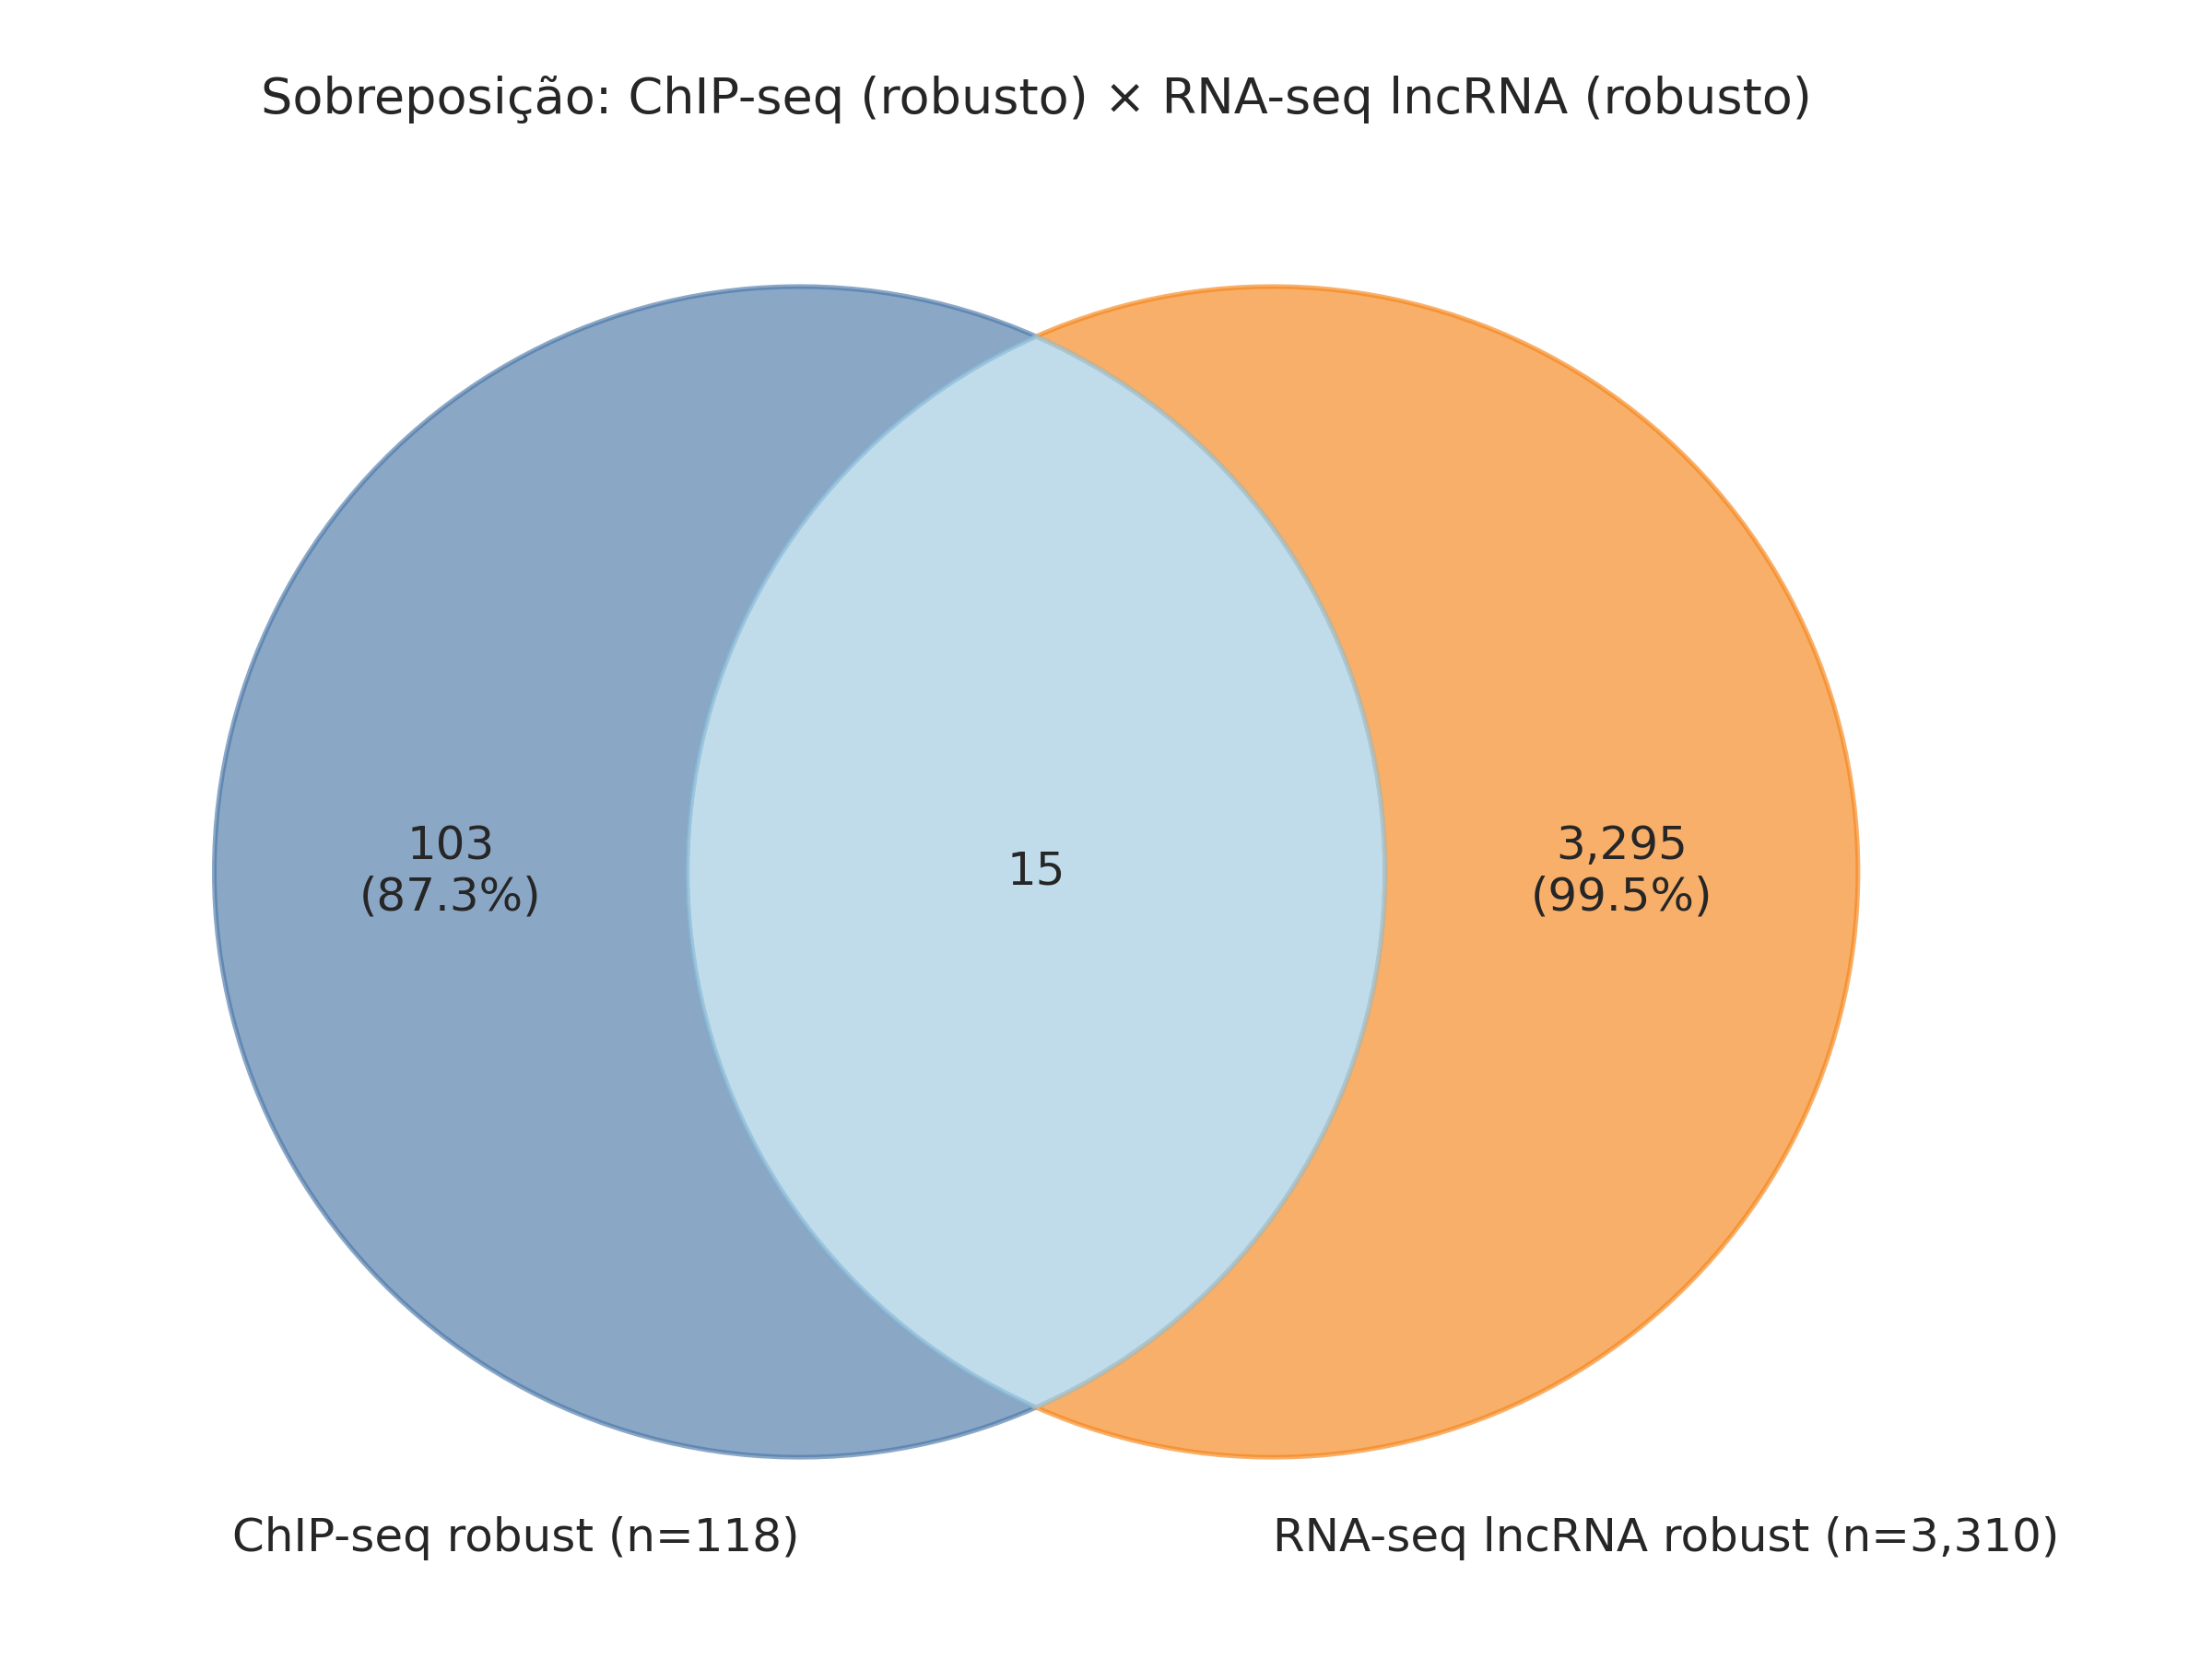 Sobreposição: ChIP-seq (robusto) × RNA-seq lncRNA (robusto)
103
(87.3%)
15
3,295
(99.5%)
ChIP-seq robust (n=118)
RNA-seq lncRNA robust (n=3,310)